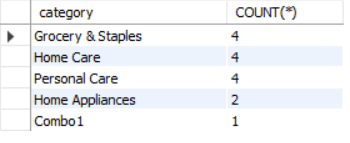 category COUNT(*)
Grocery & Staples 4
Home Care 4
Personal Care 4
Home Appliances 2
Combo1 1